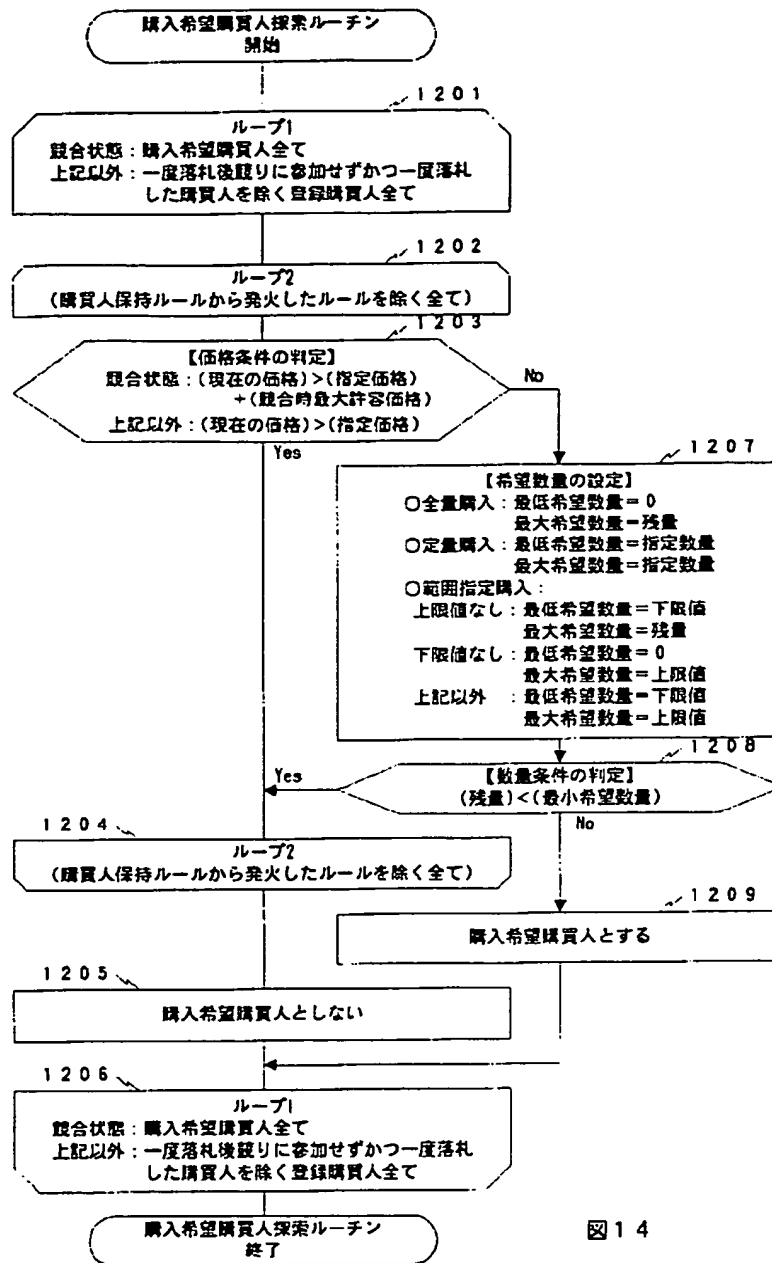 購入希望購買人探索ルーチン
開始
1201
ループ1
競合状態：購入希望購買人全て
上記以外：一度落札後競りに参加せずかつ一度落札
した購買人を除く登録購買人全て
1202
ループ2
（購買人保持ルールから発火したルールを除く全て）
1203
【価格条件の判定】
競合状態：(現在の価格)＞(指定価格)
＋(競合時最大許容価格)
上記以外：(現在の価格)＞(指定価格)
No
Yes
1207
【希望数量の設定】
○全量購入：最低希望数量＝0
最大希望数量＝残量
○定量購入：最低希望数量＝指定数量
最大希望数量＝指定数量
○範囲指定購入：
上限値なし：最低希望数量＝下限値
最大希望数量＝残量
下限値なし：最低希望数量＝0
最大希望数量＝上限値
上記以外　：最低希望数量＝下限値
最大希望数量＝上限値
1208
【数量条件の判定】
(残量)＜(最小希望数量)
Yes
No
1204
ループ2
（購買人保持ルールから発火したルールを除く全て）
1209
購入希望購買人とする
1205
購入希望購買人としない
1206
ループ1
競合状態：購入希望購買人全て
上記以外：一度落札後競りに参加せずかつ一度落札
した購買人を除く登録購買人全て
購入希望購買人探索ルーチン
終了
図14